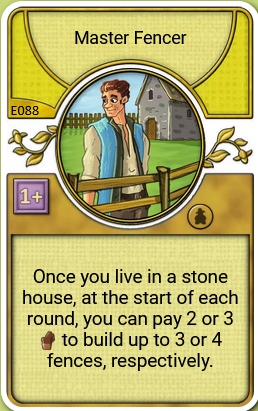 Master Fencer
E088
1+
Once you live in a stone
house, at the start of each
round, you can pay 2 or 3
to build up to 3 or 4
fences, respectively.